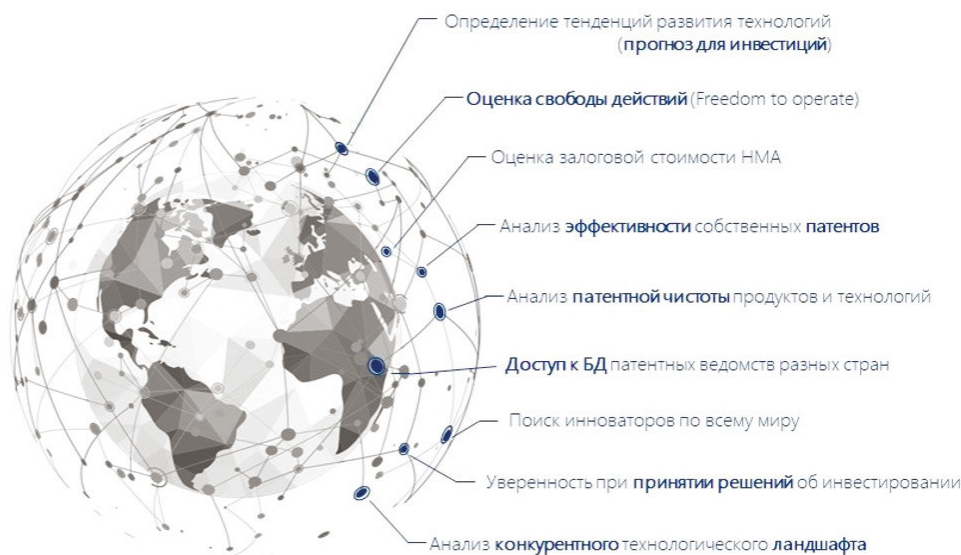 Определение тенденций развития технологий
(прогноз для инвестиций)
Оценка свободы действий (Freedom to operate)
Оценка залоговой стоимости НМА
Анализ эффективности собственных патентов
Анализ патентной чистоты продуктов и технологий
Доступ к БД патентных ведомств разных стран
Поиск инноваторов по всему миру
Уверенность при принятии решений об инвестировании
Анализ конкурентного технологического ландшафта